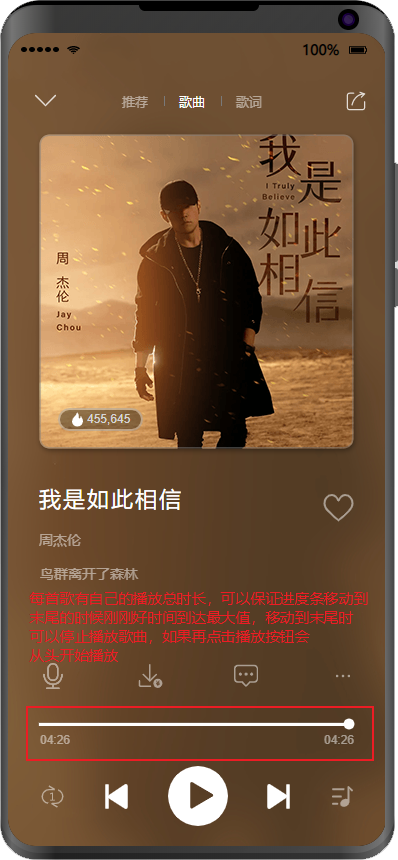 100%
推荐 歌曲 歌词
我是
I Truly
Believe
如此
相信
周
杰
伦
Jay
Chou
455,645
我是如此相信
周杰伦
鸟群离开了森林
每首歌有自己的播放总时长，可以保证进度条移动到
末尾的时候刚刚好时间到达最大值，移动到末尾时
可以停止播放歌曲，如果再点击播放按钮会
从头开始播放
04:26 04:26
1